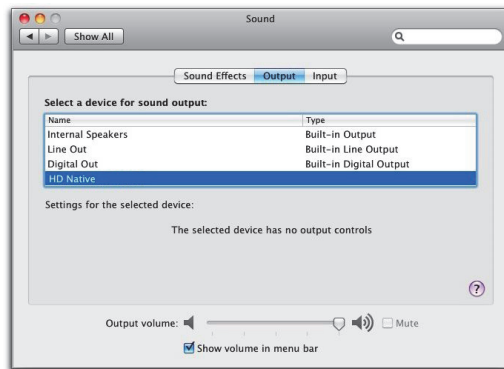 Sound
Show All
Sound Effects Output Input
Select a device for sound output:
Name Type
Internal Speakers Built-in Output
Line Out Built-in Line Output
Digital Out Built-in Digital Output
HD Native
Settings for the selected device:
The selected device has no output controls
?
Output volume: Mute
Show volume in menu bar